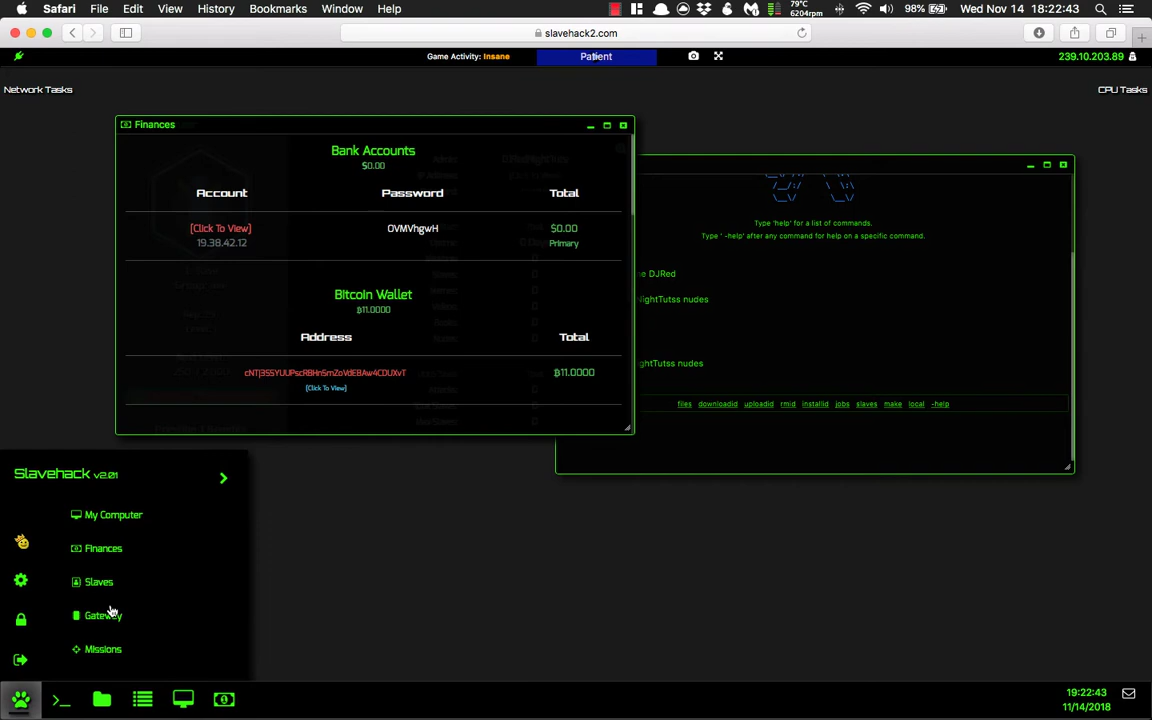 Safari File Edit View History Bookmarks Window Help 79°C 6204rpm 98% Wed Nov 14 18:22:43
slavehack2.com
Game Activity: Insane Patient 239.10.203.89
Network Tasks CPU Tasks
Finances
Bank Accounts
$0.00
Account Password Total
[Click To View] OVMVhgwH $0.00
19.38.42.12 Primary
Bitcoin Wallet
฿11.0000
Address Total
cNTj355YUUPscRBHnSmZoVdEBAw4CDUXvT ฿11.0000
[Click To View]
Type 'help' for a list of commands.
Type ' -help' after any command for help on a specific command.
e DJRed
lightTutss nudes
ghtTutss nudes
files downloadid uploadid rmid installid jobs slaves make local -help
Slavehack v2.01
My Computer
Finances
Slaves
Gateway
Missions
19:22:43
11/14/2018